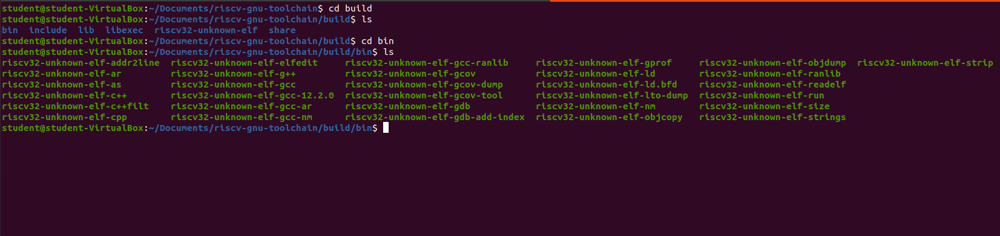 student@student-VirtualBox:~/Documents/riscv-gnu-toolchain$ cd build
student@student-VirtualBox:~/Documents/riscv-gnu-toolchain/build$ ls
bin  include  lib  libexec  riscv32-unknown-elf  share
student@student-VirtualBox:~/Documents/riscv-gnu-toolchain/build$ cd bin
student@student-VirtualBox:~/Documents/riscv-gnu-toolchain/build/bin$ ls
riscv32-unknown-elf-addr2line  riscv32-unknown-elf-elfedit     riscv32-unknown-elf-gcc-ranlib     riscv32-unknown-elf-gprof     riscv32-unknown-elf-objdump  riscv32-unknown-elf-strip
riscv32-unknown-elf-ar         riscv32-unknown-elf-g++         riscv32-unknown-elf-gcov           riscv32-unknown-elf-ld        riscv32-unknown-elf-ranlib
riscv32-unknown-elf-as         riscv32-unknown-elf-gcc         riscv32-unknown-elf-gcov-dump      riscv32-unknown-elf-ld.bfd    riscv32-unknown-elf-readelf
riscv32-unknown-elf-c++        riscv32-unknown-elf-gcc-12.2.0  riscv32-unknown-elf-gcov-tool      riscv32-unknown-elf-lto-dump  riscv32-unknown-elf-run
riscv32-unknown-elf-c++filt    riscv32-unknown-elf-gcc-ar      riscv32-unknown-elf-gdb            riscv32-unknown-elf-nm        riscv32-unknown-elf-size
riscv32-unknown-elf-cpp        riscv32-unknown-elf-gcc-nm      riscv32-unknown-elf-gdb-add-index  riscv32-unknown-elf-objcopy   riscv32-unknown-elf-strings
student@student-VirtualBox:~/Documents/riscv-gnu-toolchain/build/bin$